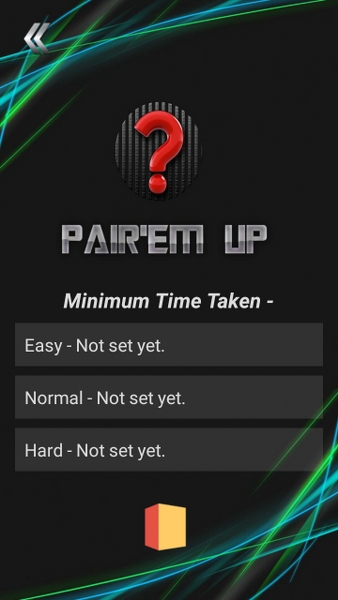 PAIR'EM UP
Minimum Time Taken -
Easy - Not set yet.
Normal - Not set yet.
Hard - Not set yet.